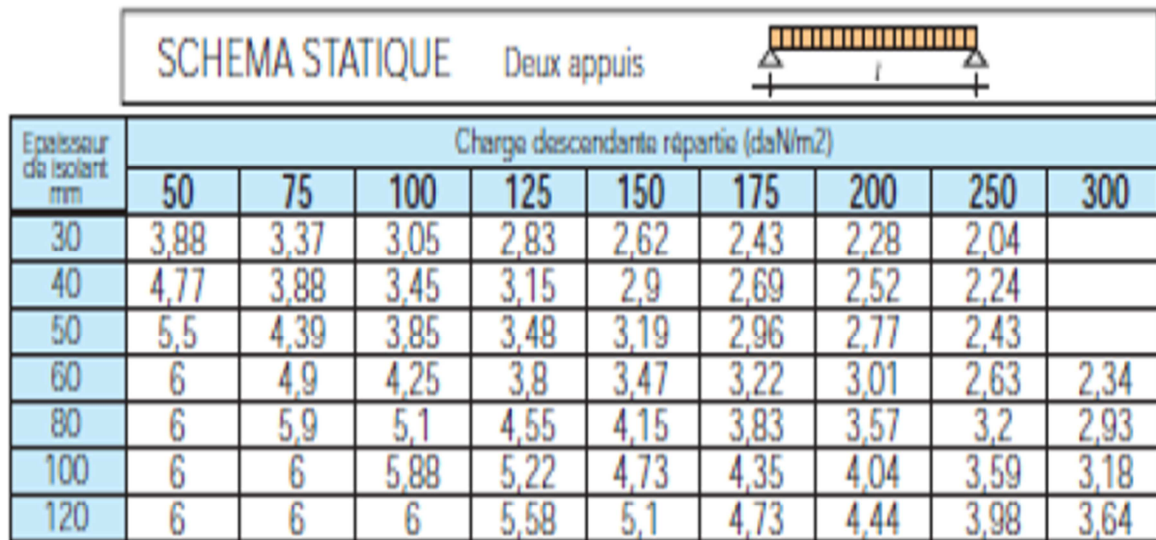 SCHEMA STATIQUE Deux appuis l
Epaisseur de isolant mm Charge descendante répartie (daN/m2)
50 75 100 125 150 175 200 250 300
30 3,88 3,37 3,05 2,83 2,62 2,43 2,28 2,04
40 4,77 3,88 3,45 3,15 2,9 2,69 2,52 2,24
50 5,5 4,39 3,85 3,48 3,19 2,96 2,77 2,43
60 6 4,9 4,25 3,8 3,47 3,22 3,01 2,63 2,34
80 6 5,9 5,1 4,55 4,15 3,83 3,57 3,2 2,93
100 6 6 5,88 5,22 4,73 4,35 4,04 3,59 3,18
120 6 6 6 5,58 5,1 4,73 4,44 3,98 3,64